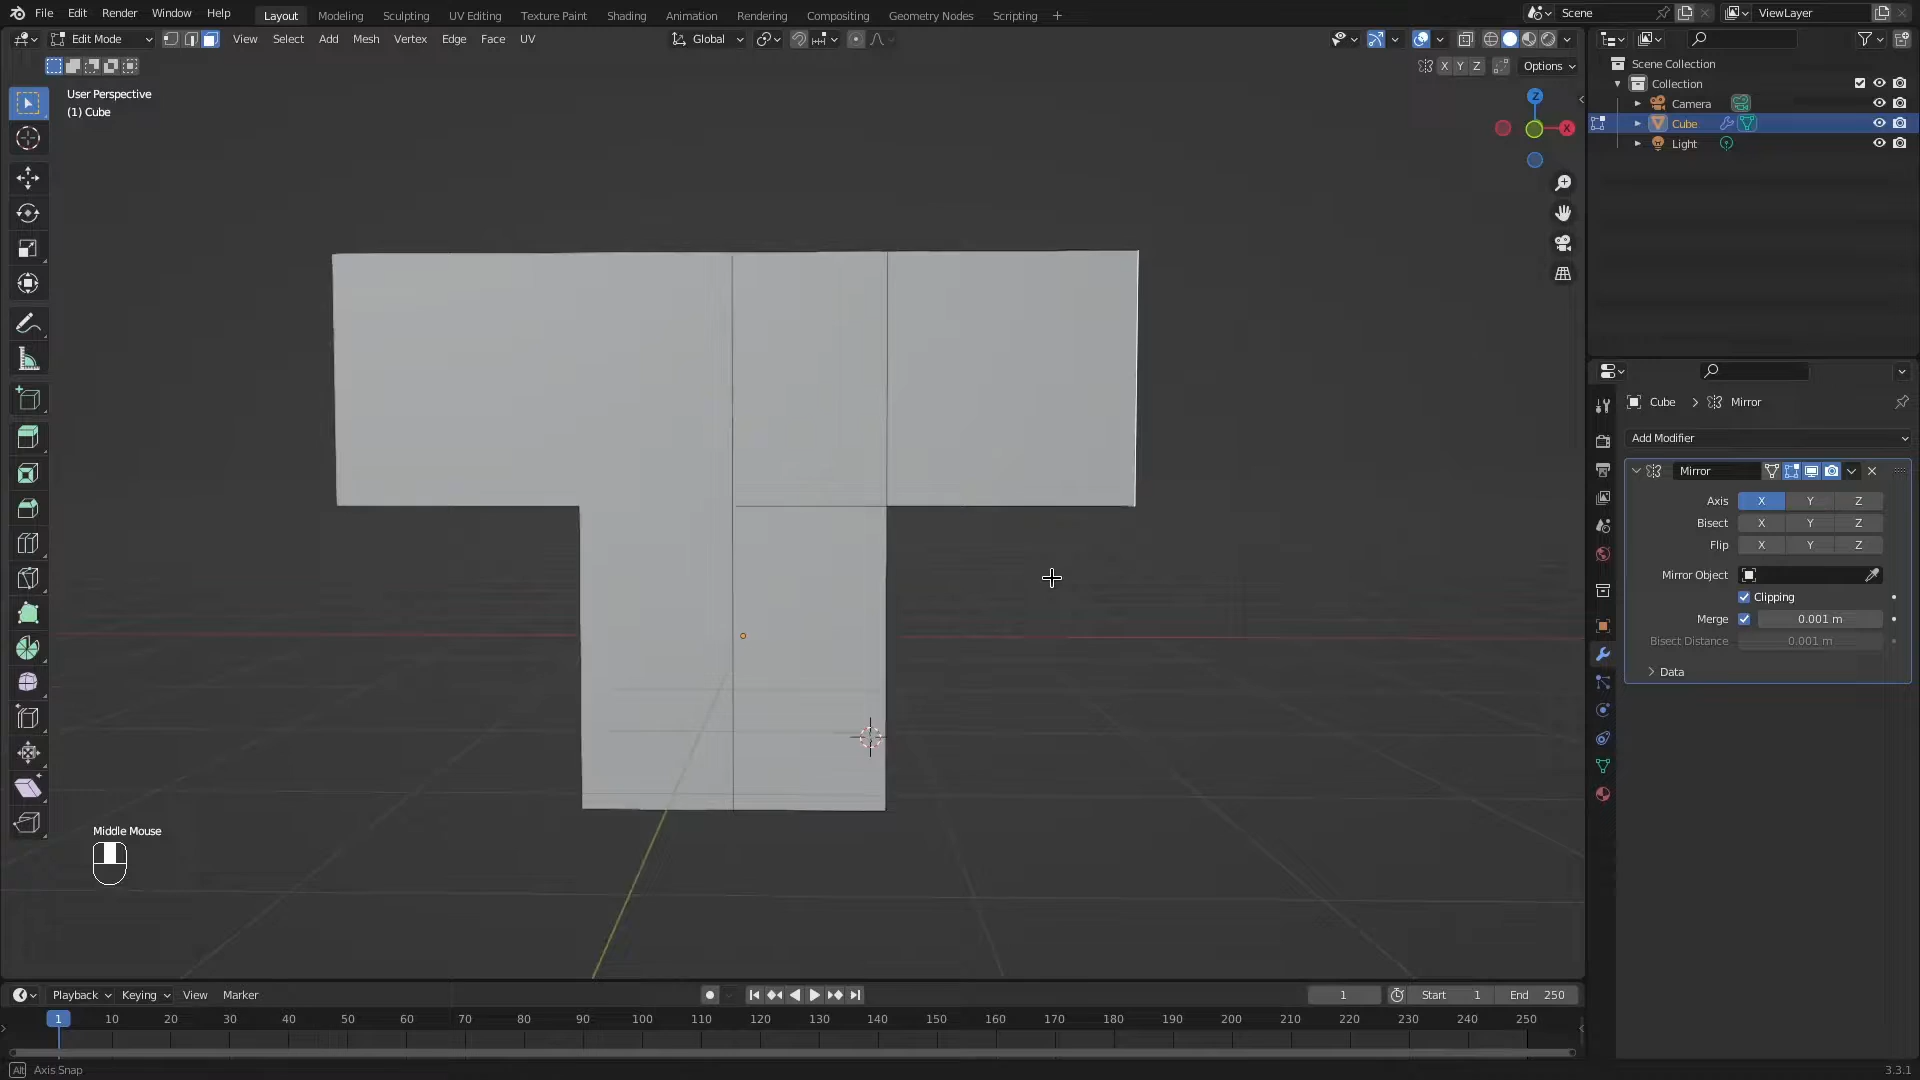 File Edit Render Window Help Layout Modeling Sculpting UV Editing Texture Paint Shading Animation Rendering Compositing Geometry Nodes Scripting + Scene ViewLayer
Edit Mode View Select Add Mesh Vertex Edge Face UV Global
X Y Z Options
User Perspective
(1) Cube
Z
X
Scene Collection
Collection
Camera
Cube
Light
Cube > Mirror
Add Modifier
Mirror
Axis X Y Z
Bisect X Y Z
Flip X Y Z
Mirror Object
Clipping
Merge 0.001 m
Bisect Distance 0.001 m
Data
Middle Mouse
Playback Keying View Marker 1 Start 1 End 250
1 10 20 30 40 50 60 70 80 90 100 110 120 130 140 150 160 170 180 190 200 210 220 230 240 250
Alt Axis Snap 3.3.1